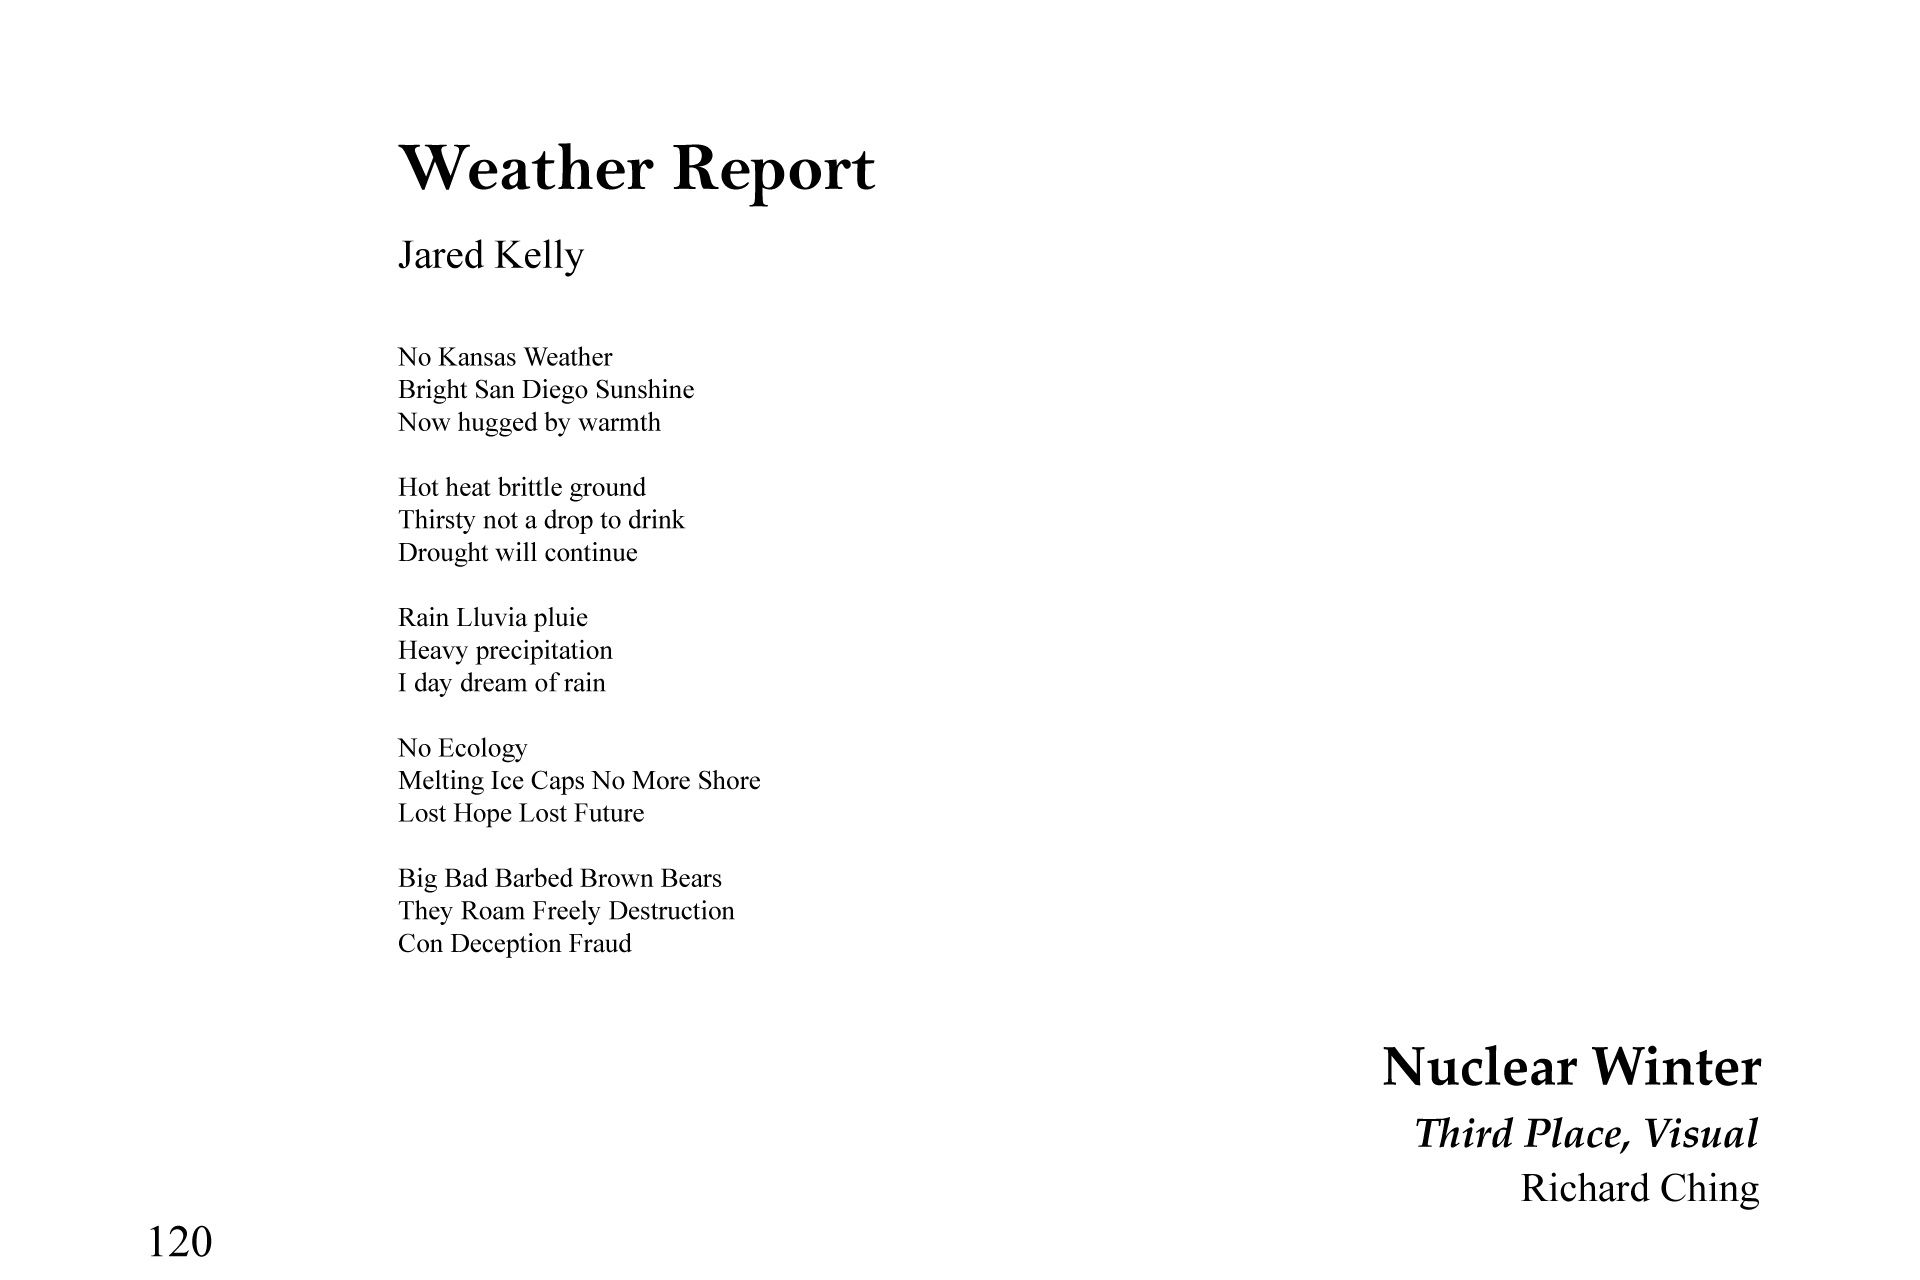 Weather Report
Jared Kelly
No Kansas Weather
Bright San Diego Sunshine
Now hugged by warmth
Hot heat brittle ground
Thirsty not a drop to drink
Drought will continue
Rain Lluvia pluie
Heavy precipitation
I day dream of rain
No Ecology
Melting Ice Caps No More Shore
Lost Hope Lost Future
Big Bad Barbed Brown Bears
They Roam Freely Destruction
Con Deception Fraud
Nuclear Winter
Third Place, Visual
Richard Ching
120